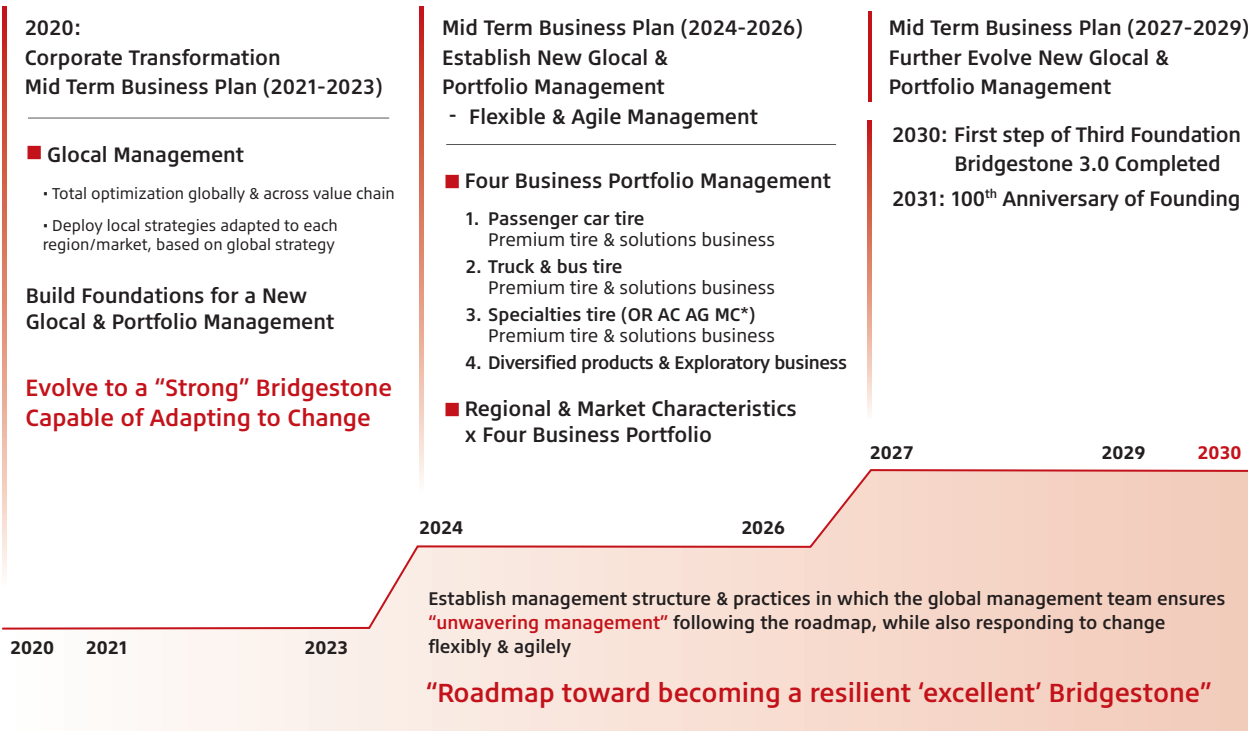 2020:
Corporate Transformation
Mid Term Business Plan (2021-2023)
■ Glocal Management
· Total optimization globally & across value chain
· Deploy local strategies adapted to each
region/market, based on global strategy
Build Foundations for a New
Glocal & Portfolio Management
Evolve to a “Strong” Bridgestone
Capable of Adapting to Change
Mid Term Business Plan (2024-2026)
Establish New Glocal &
Portfolio Management
- Flexible & Agile Management
■ Four Business Portfolio Management
1. Passenger car tire
Premium tire & solutions business
2. Truck & bus tire
Premium tire & solutions business
3. Specialties tire (OR AC AG MC*)
Premium tire & solutions business
4. Diversified products & Exploratory business
■ Regional & Market Characteristics
x Four Business Portfolio
Mid Term Business Plan (2027-2029)
Further Evolve New Glocal &
Portfolio Management
2030: First step of Third Foundation
Bridgestone 3.0 Completed
2031: 100th Anniversary of Founding
2027 2029 2030
2024 2026
2020 2021 2023
Establish management structure & practices in which the global management team ensures
“unwavering management” following the roadmap, while also responding to change
flexibly & agilely
“Roadmap toward becoming a resilient ‘excellent’ Bridgestone”